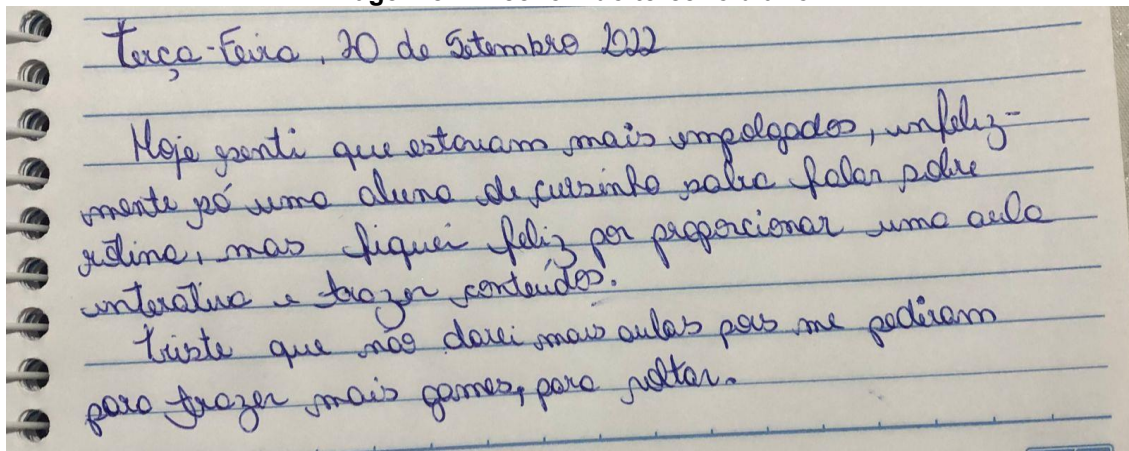 Terça-Feira, 20 de Setembro 2022
Hoje senti que estavam mais empolgados, infeliz-
mente só uma aluna de cursinho sabia falar sobre
rotina, mas fiquei feliz por proporcionar uma aula
interativa e trazer conteúdos.
Triste que não darei mais aulas pois me pediram
para trazer mais games, para voltar.